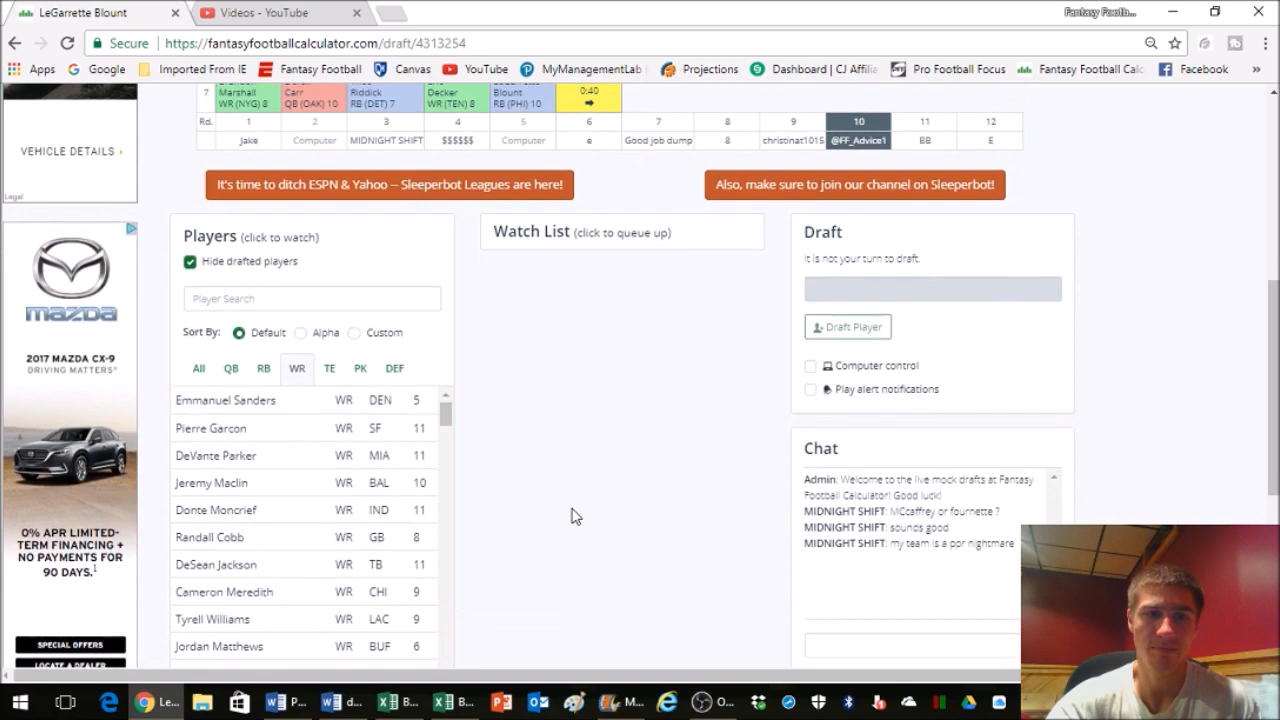 LeGarrette Blount
Videos - YouTube
Fantasy Footb...
Secure
https://fantasyfootballcalculator.com/draft/4313254
Apps
Google
Imported From IE
Fantasy Football
Canvas
YouTube
MyManagementLab
Projections
Dashboard | CJ Affilia
Pro Football Focus
Fantasy Football Calc
Facebook
7
Marshall
WR (NYG) 8
Carr
QB (OAK) 10
Riddick
RB (DET) 7
Decker
WR (TEN) 8
Blount
RB (PHI) 10
0:40
Rd. 1 2 3 4 5 6 7 8 9 10 11 12
Jake Computer MIDNIGHT SHIFT $$$$$$ Computer e Good job dump 8 christinat1015 @FF_Advice1 BB E
VEHICLE DETAILS
Legal
It's time to ditch ESPN & Yahoo -- Sleeperbot Leagues are here!
Also, make sure to join our channel on Sleeperbot!
mazda
2017 MAZDA CX-9
DRIVING MATTERS®
0% APR LIMITED-
TERM FINANCING +
NO PAYMENTS FOR
90 DAYS.1
SPECIAL OFFERS
LOCATE A DEALER
Players (click to watch)
Hide drafted players
Player Search
Sort By: Default Alpha Custom
All QB RB WR TE PK DEF
Emmanuel Sanders WR DEN 5
Pierre Garcon WR SF 11
DeVante Parker WR MIA 11
Jeremy Maclin WR BAL 10
Donte Moncrief WR IND 11
Randall Cobb WR GB 8
DeSean Jackson WR TB 11
Cameron Meredith WR CHI 9
Tyrell Williams WR LAC 9
Jordan Matthews WR BUF 6
Watch List (click to queue up)
Draft
It is not your turn to draft.
Draft Player
Computer control
Play alert notifications
Chat
Admin: Welcome to the live mock drafts at Fantasy
Football Calculator! Good luck!
MIDNIGHT SHIFT: MCcaffrey or fournette ?
MIDNIGHT SHIFT: sounds good
MIDNIGHT SHIFT: my team is a ppr nightmare
Le...
P...
d...
B...
B...
M...
O...